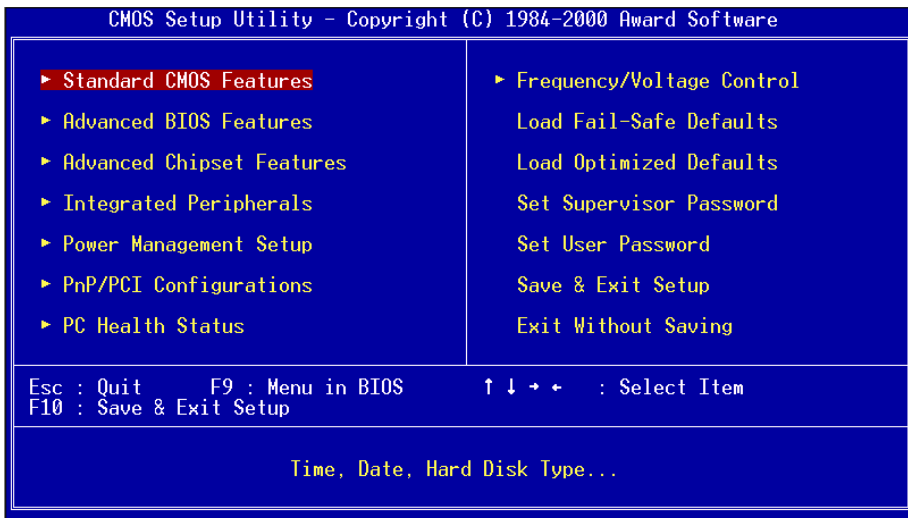 CMOS Setup Utility - Copyright (C) 1984-2000 Award Software
► Standard CMOS Features
► Advanced BIOS Features
► Advanced Chipset Features
► Integrated Peripherals
► Power Management Setup
► PnP/PCI Configurations
► PC Health Status
► Frequency/Voltage Control
Load Fail-Safe Defaults
Load Optimized Defaults
Set Supervisor Password
Set User Password
Save & Exit Setup
Exit Without Saving
Esc : Quit F9 : Menu in BIOS ↑ ↓ → ← : Select Item
F10 : Save & Exit Setup
Time, Date, Hard Disk Type...